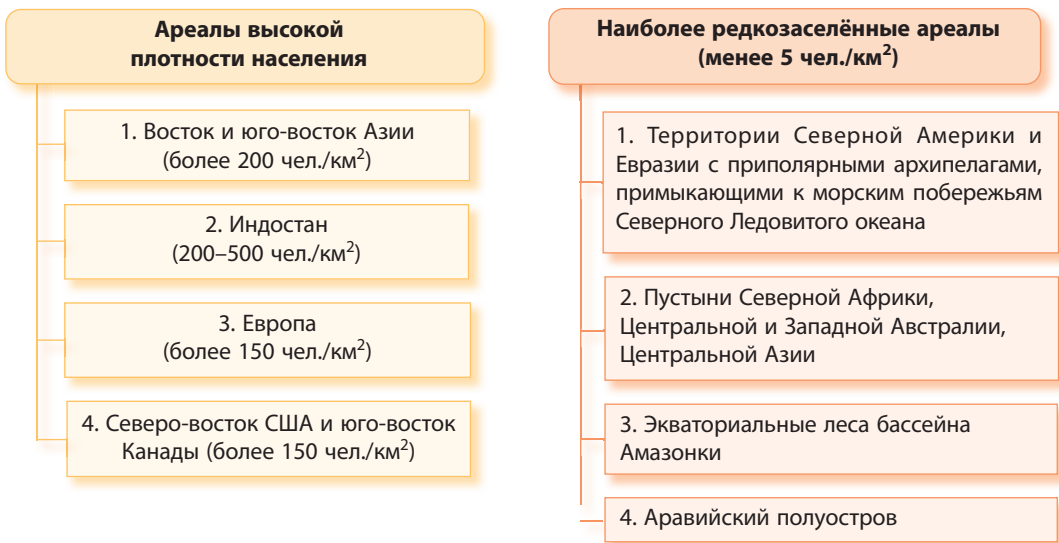 Ареалы высокой
плотности населения
1. Восток и юго-восток Азии
(более 200 чел./км²)
2. Индостан
(200–500 чел./км²)
3. Европа
(более 150 чел./км²)
4. Северо-восток США и юго-восток
Канады (более 150 чел./км²)
Наиболее редкозаселённые ареалы
(менее 5 чел./км²)
1. Территории Северной Америки и
Евразии с приполярными архипелагами,
примыкающими к морским побережьям
Северного Ледовитого океана
2. Пустыни Северной Африки,
Центральной и Западной Австралии,
Центральной Азии
3. Экваториальные леса бассейна
Амазонки
4. Аравийский полуостров